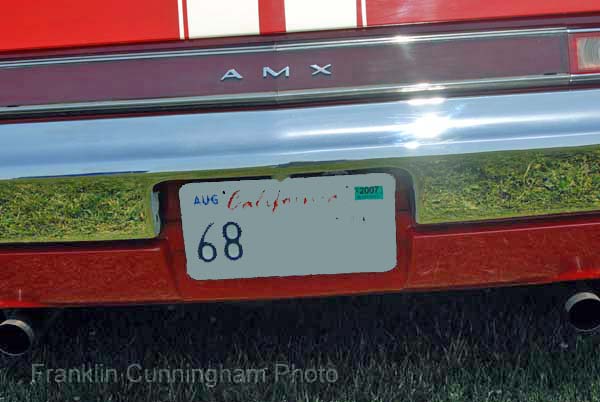 AMX
AUG California 2007
68
Franklin Cunningham Photo